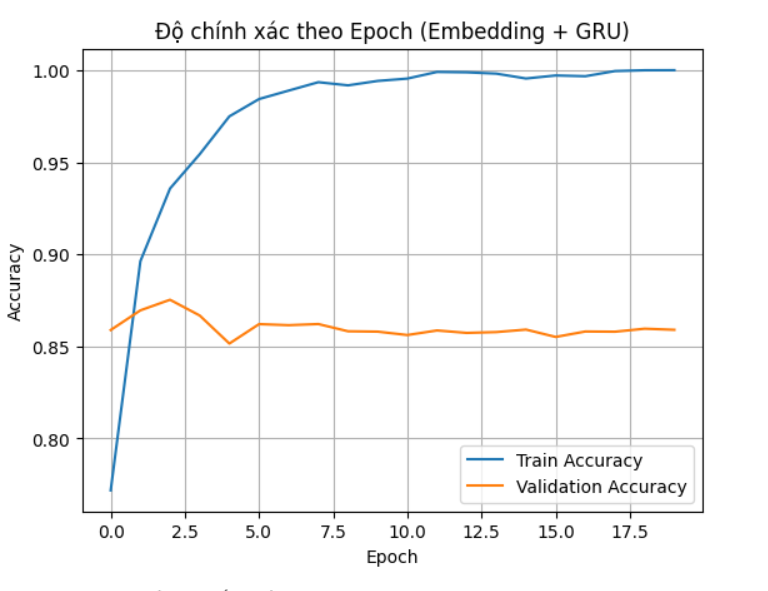 Độ chính xác theo Epoch (Embedding + GRU)
1.00
0.95
0.90
0.85
0.80
Accuracy
Train Accuracy
Validation Accuracy
0.0 2.5 5.0 7.5 10.0 12.5 15.0 17.5
Epoch